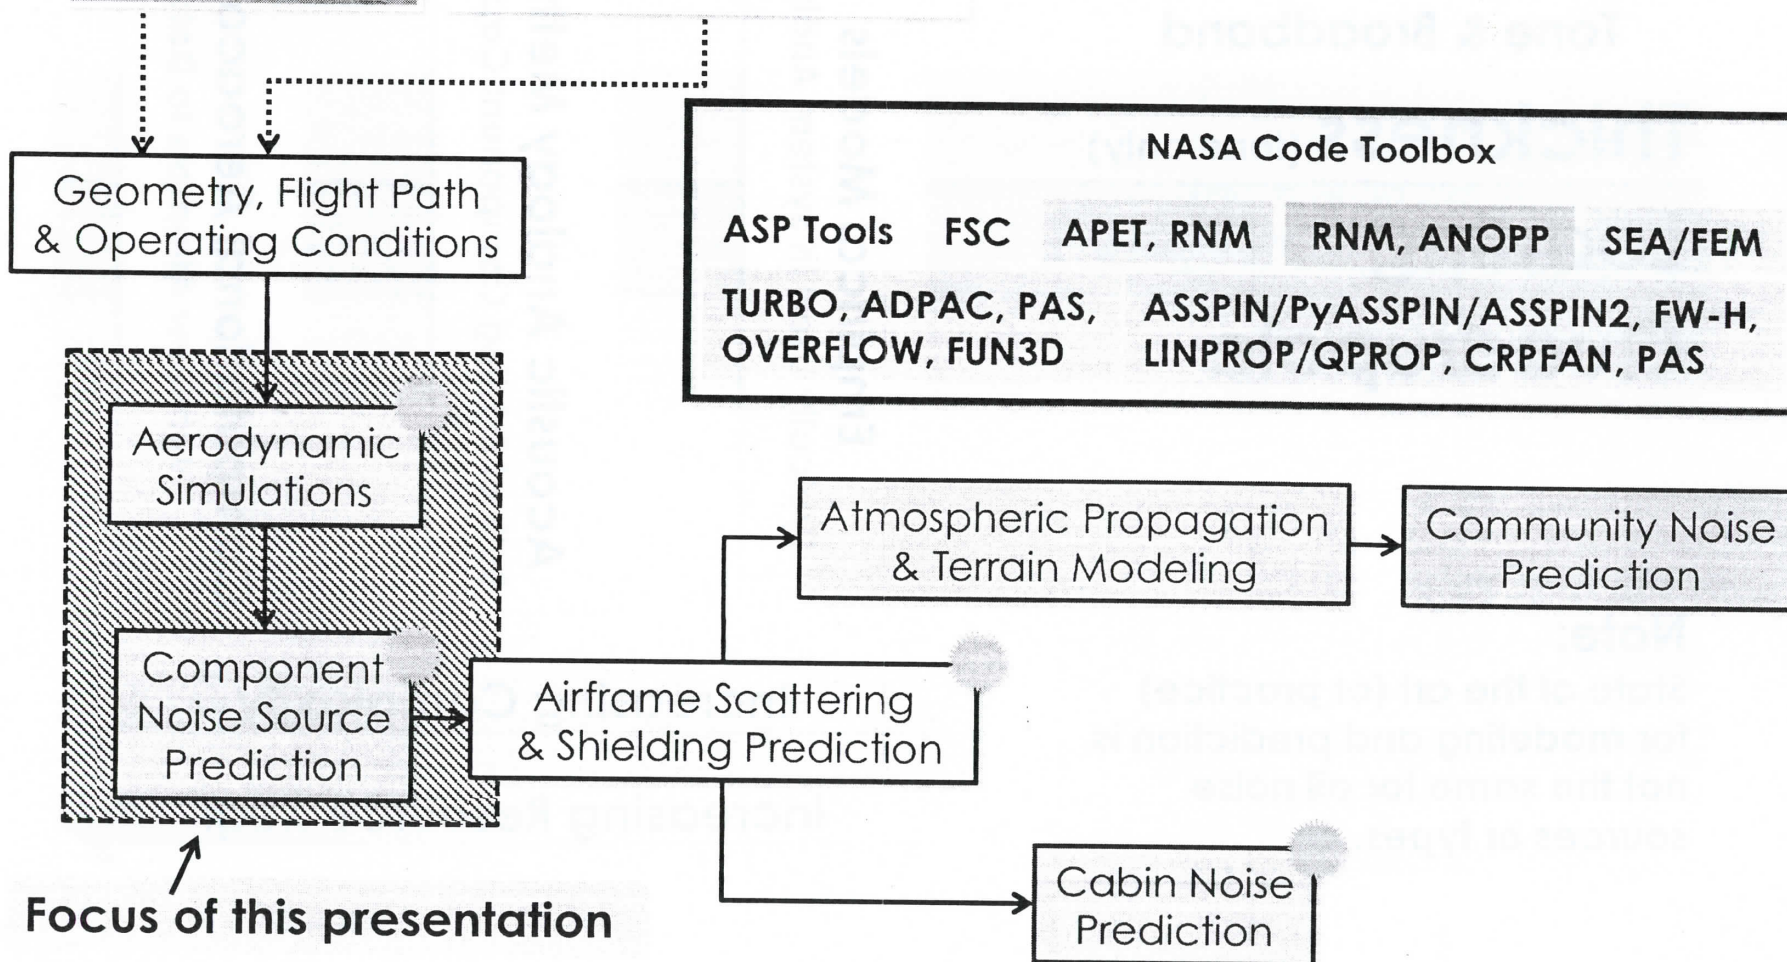 NASA Code Toolbox
Geometry, Flight Path
& Operating Conditions
ASP Tools FSC APET, RNM RNM, ANOPP SEA/FEM
TURBO, ADPAC, PAS, ASSPIN/PyASSPIN/ASSPIN2, FW-H,
OVERFLOW, FUN3D LINPROP/QPROP, CRPFAN, PAS
Aerodynamic
Simulations
Atmospheric Propagation
& Terrain Modeling
Community Noise
Prediction
Component
Noise Source
Prediction
Airframe Scattering
& Shielding Prediction
Cabin Noise
Prediction
Focus of this presentation